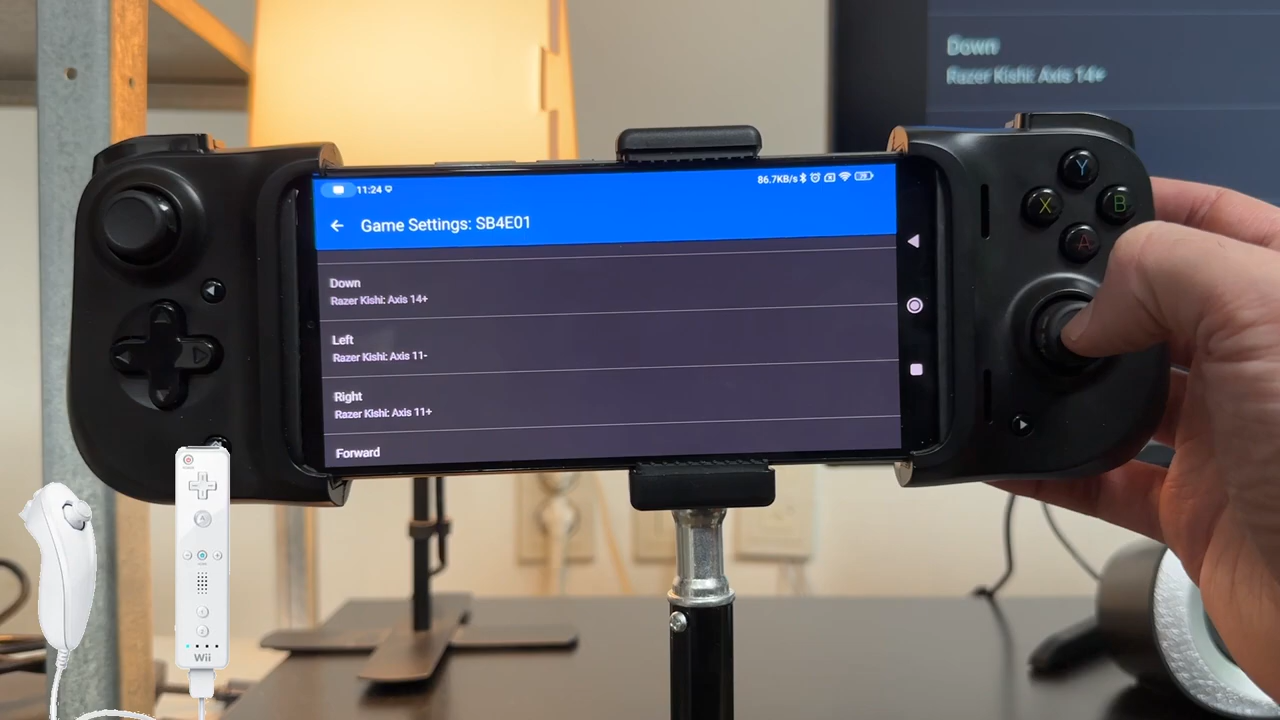 Down
Razer Kishi: Axis 14+
11:24
86.7KB/s
Game Settings: SB4E01
Down
Razer Kishi: Axis 14+
Left
Razer Kishi: Axis 11-
Right
Razer Kishi: Axis 11+
Forward
Y
X
B
A
Wii